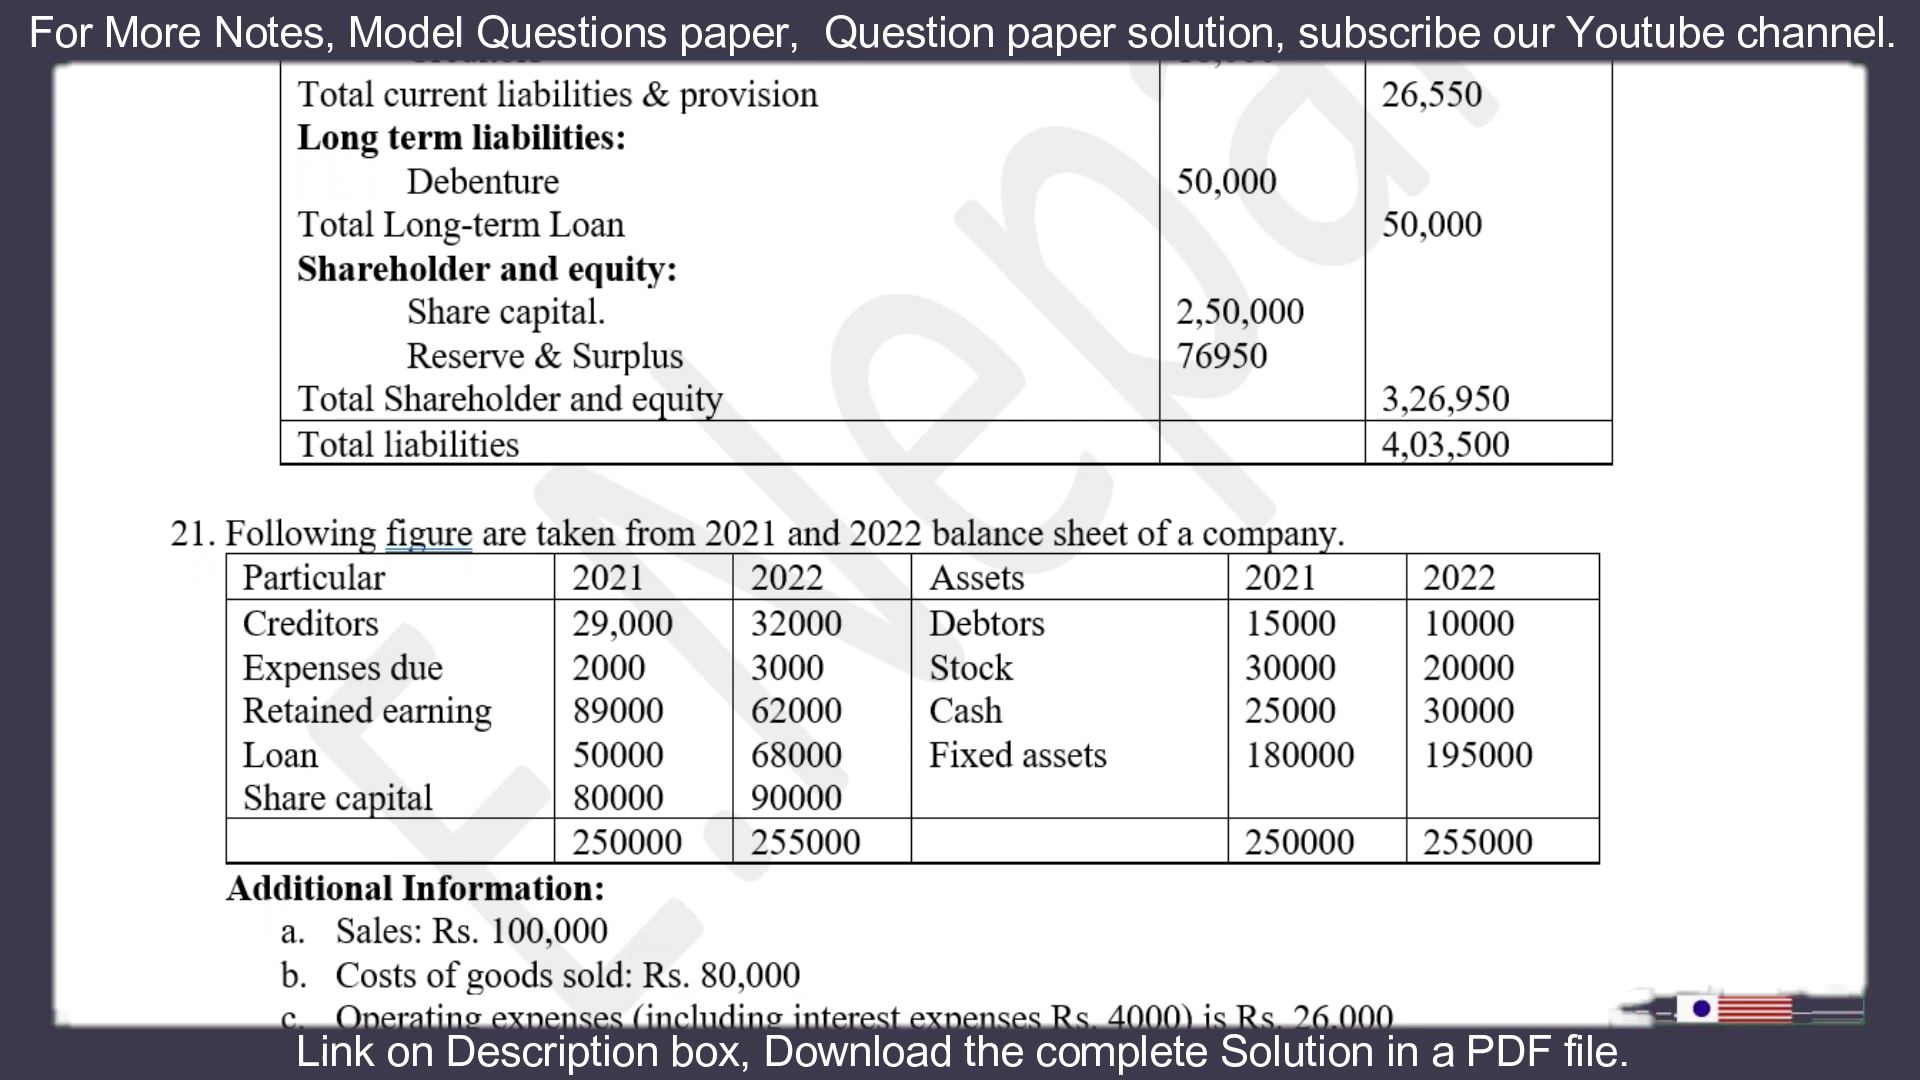 For More Notes, Model Questions paper, Question paper solution, subscribe our Youtube channel.
Total current liabilities & provision 26,550
Long term liabilities:
Debenture 50,000
Total Long-term Loan 50,000
Shareholder and equity:
Share capital. 2,50,000
Reserve & Surplus 76950
Total Shareholder and equity 3,26,950
Total liabilities 4,03,500
21. Following figure are taken from 2021 and 2022 balance sheet of a company.
Particular 2021 2022 Assets 2021 2022
Creditors 29,000 32000 Debtors 15000 10000
Expenses due 2000 3000 Stock 30000 20000
Retained earning 89000 62000 Cash 25000 30000
Loan 50000 68000 Fixed assets 180000 195000
Share capital 80000 90000
250000 255000 250000 255000
Additional Information:
a. Sales: Rs. 100,000
b. Costs of goods sold: Rs. 80,000
c. Operating expenses (including interest expenses Rs. 4000) is Rs. 26,000
Link on Description box, Download the complete Solution in a PDF file.